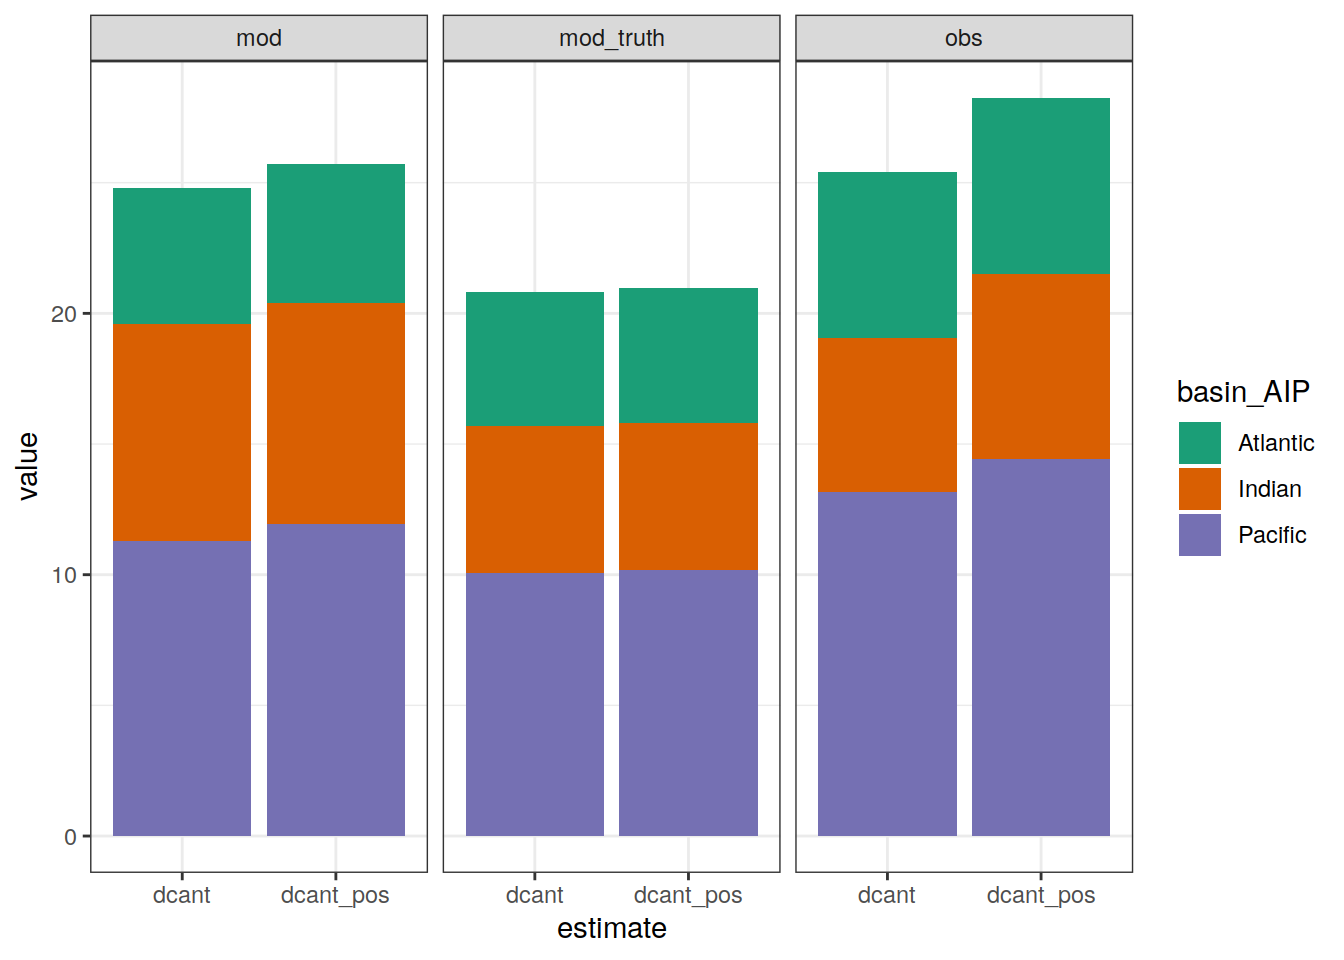 mod
mod_truth
obs
value
20
10
0
dcant
dcant_pos
dcant
dcant_pos
dcant
dcant_pos
estimate
basin_AIP
Atlantic
Indian
Pacific